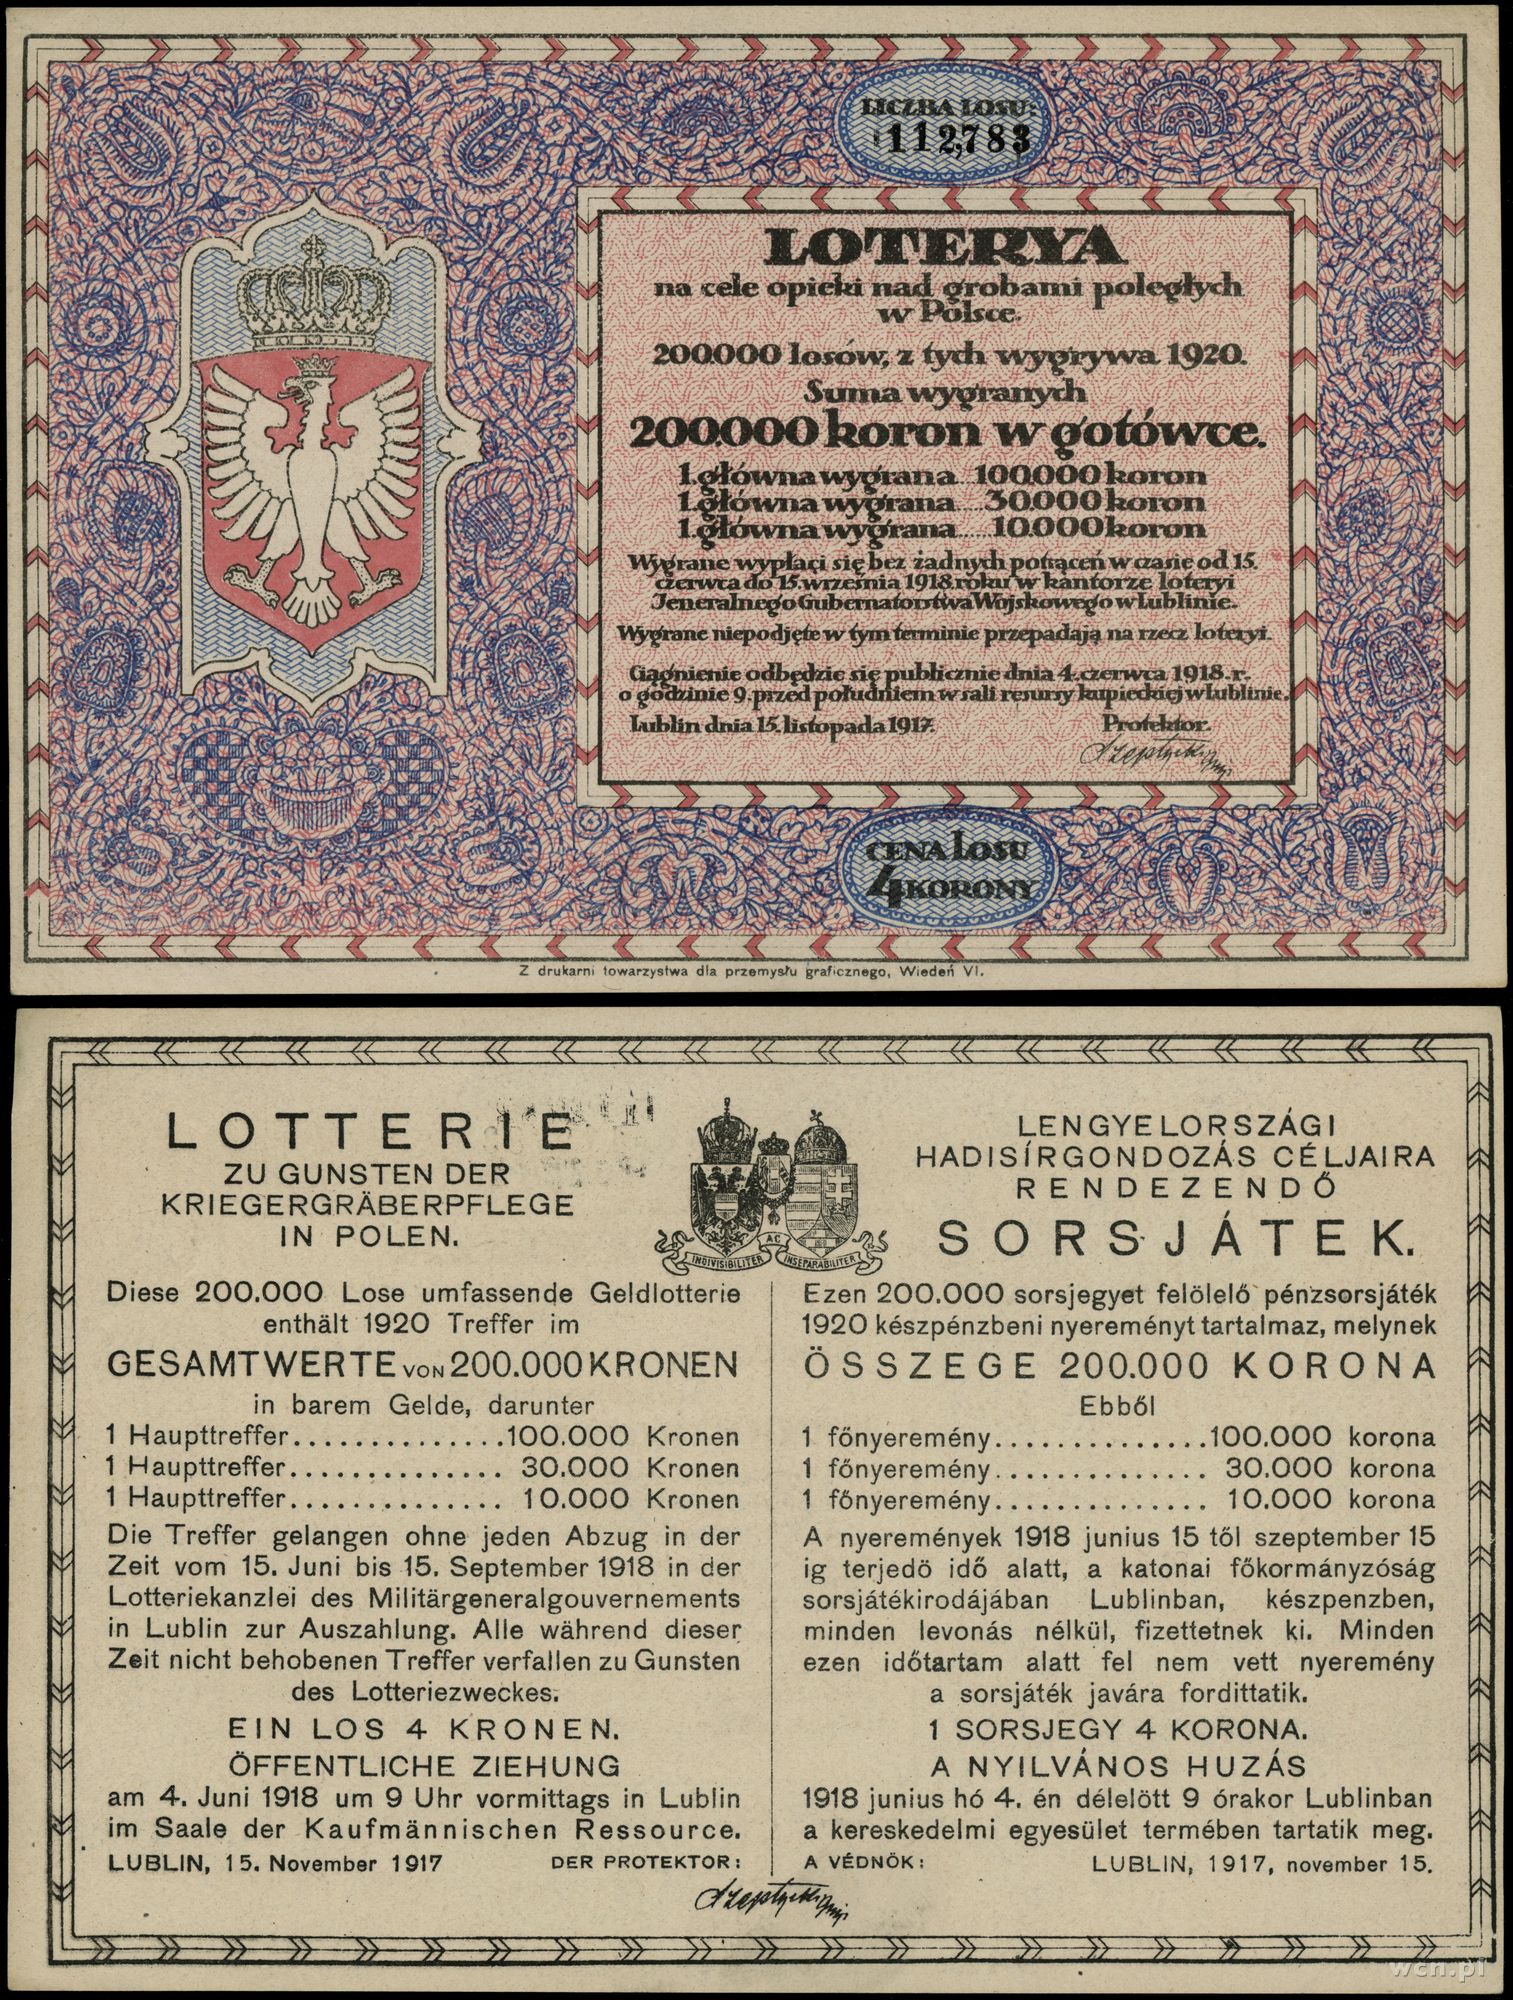 LICZBA LOSU:
112,783
LOTERYA
na cele opieki nad grobami poległych
w Polsce.
200.000 losów, z tych wygrywa 1920.
Suma wygranych
200.000 koron w gotówce.
1. główna wygrana... 100.000 koron
1. główna wygrana.... 30.000 koron
1. główna wygrana...... 10.000 koron
Wygrane wypłaci się bez żadnych potrąceń w czasie od 15.
czerwca do 15. września 1918 roku w kantorze loteryi
Jeneralnego Gubernatorstwa Wojskowego w Lublinie.
Wygrane niepodjęte w tym terminie przepadają na rzecz loteryi.
Ciągnienie odbędzie się publicznie dnia 4. czerwca 1918. r.
o godzinie 9. przed południem w sali resursy kupieckiej w Lublinie.
Lublin dnia 15. listopada 1917. Protektor.
Szeptycki
CENA LOSU
4 KORONY
Z drukarni towarzystwa dla przemysłu graficznego, Wiedeń VI.
LOTTERIE
ZU GUNSTEN DER
KRIEGERGRÄBERPFLEGE
IN POLEN.
INDIVISIBILITER AC INSEPARABILITER
LENGYELORSZÁGI
HADISÍRGONDOZÁS CÉLJAIRA
RENDEZENDŐ
SORSJÁTEK.
Diese 200.000 Lose umfassende Geldlotterie
enthält 1920 Treffer im
GESAMTWERTE VON 200.000 KRONEN
in barem Gelde, darunter
1 Haupttreffer...............100.000 Kronen
1 Haupttreffer............... 30.000 Kronen
1 Haupttreffer............... 10.000 Kronen
Die Treffer gelangen ohne jeden Abzug in der
Zeit vom 15. Juni bis 15. September 1918 in der
Lotteriekanzlei des Militärgeneralgouvernements
in Lublin zur Auszahlung. Alle während dieser
Zeit nicht behobenen Treffer verfallen zu Gunsten
des Lotteriezweckes.
EIN LOS 4 KRONEN.
ÖFFENTLICHE ZIEHUNG
am 4. Juni 1918 um 9 Uhr vormittags in Lublin
im Saale der Kaufmännischen Ressource.
LUBLIN, 15. November 1917 DER PROTEKTOR:
Ezen 200.000 sorsjegyet felölelő pénzsorsjáték
1920 készpénzbeni nyereményt tartalmaz, melynek
ÖSSZEGE 200.000 KORONA
Ebből
1 főnyeremény...............100.000 korona
1 főnyeremény............... 30.000 korona
1 főnyeremény............... 10.000 korona
A nyeremények 1918 junius 15 től szeptember 15
ig terjedö idő alatt, a katonai főkormányzóság
sorsjátékirodájában Lublinban, készpenzben,
minden levonás nélkül, fizettetnek ki. Minden
ezen időtartam alatt fel nem vett nyeremény
a sorsjáték javára fordittatik.
1 SORSJEGY 4 KORONA.
A NYILVÁNOS HUZÁS
1918 junius hó 4. én délelött 9 órakor Lublinban
a kereskedelmi egyesület termében tartatik meg.
A VÉDNÖK: LUBLIN, 1917, november 15.
Szeptycki
wcn.pl